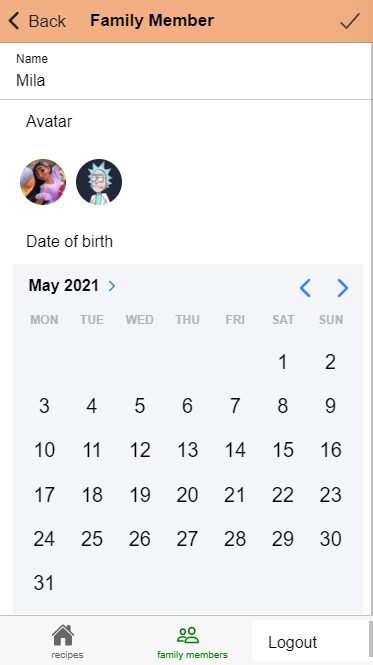 Back Family Member
Name
Mila
Avatar
Date of birth
May 2021
MON TUE WED THU FRI SAT SUN
1 2
3 4 5 6 7 8 9
10 11 12 13 14 15 16
17 18 19 20 21 22 23
24 25 26 27 28 29 30
31
recipes family members Logout